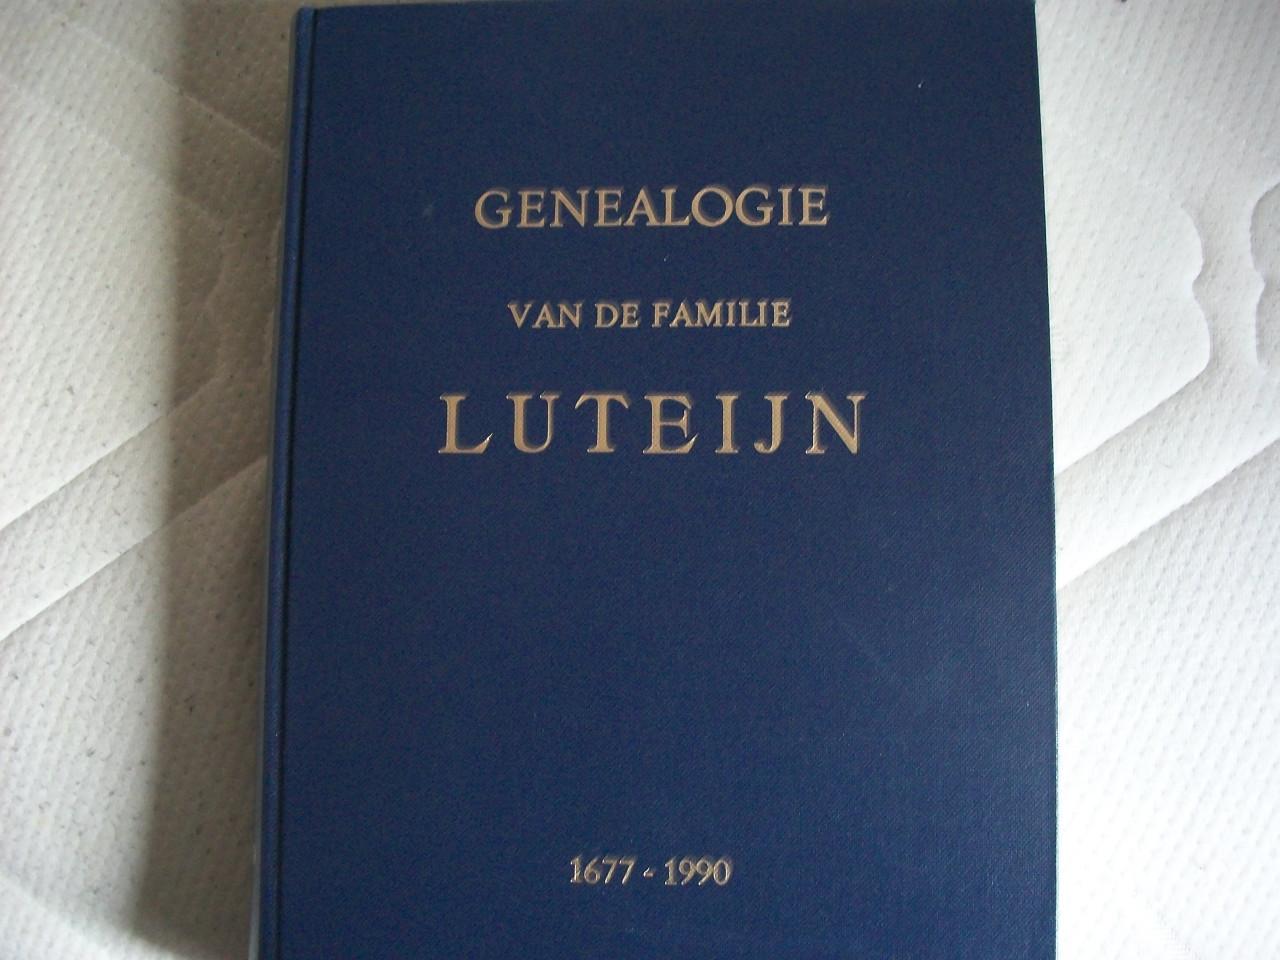 GENEALOGIE
VAN DE FAMILIE
LUTEIJN
1677 - 1990